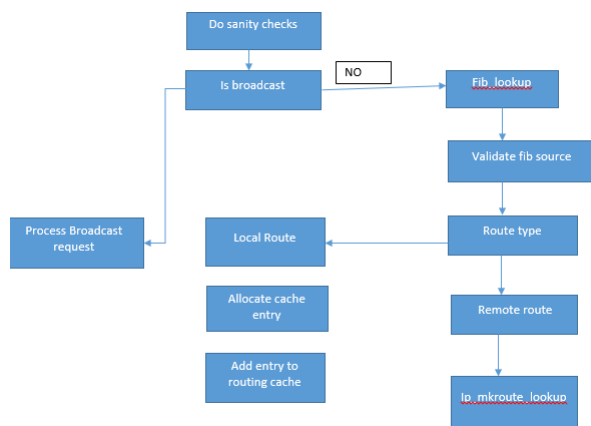 Do sanity checks
NO
Is broadcast
Fib_lookup
Validate fib source
Process Broadcast
request
Local Route
Route type
Allocate cache
entry
Remote route
Add entry to
routing cache
Ip_mkroute_lookup